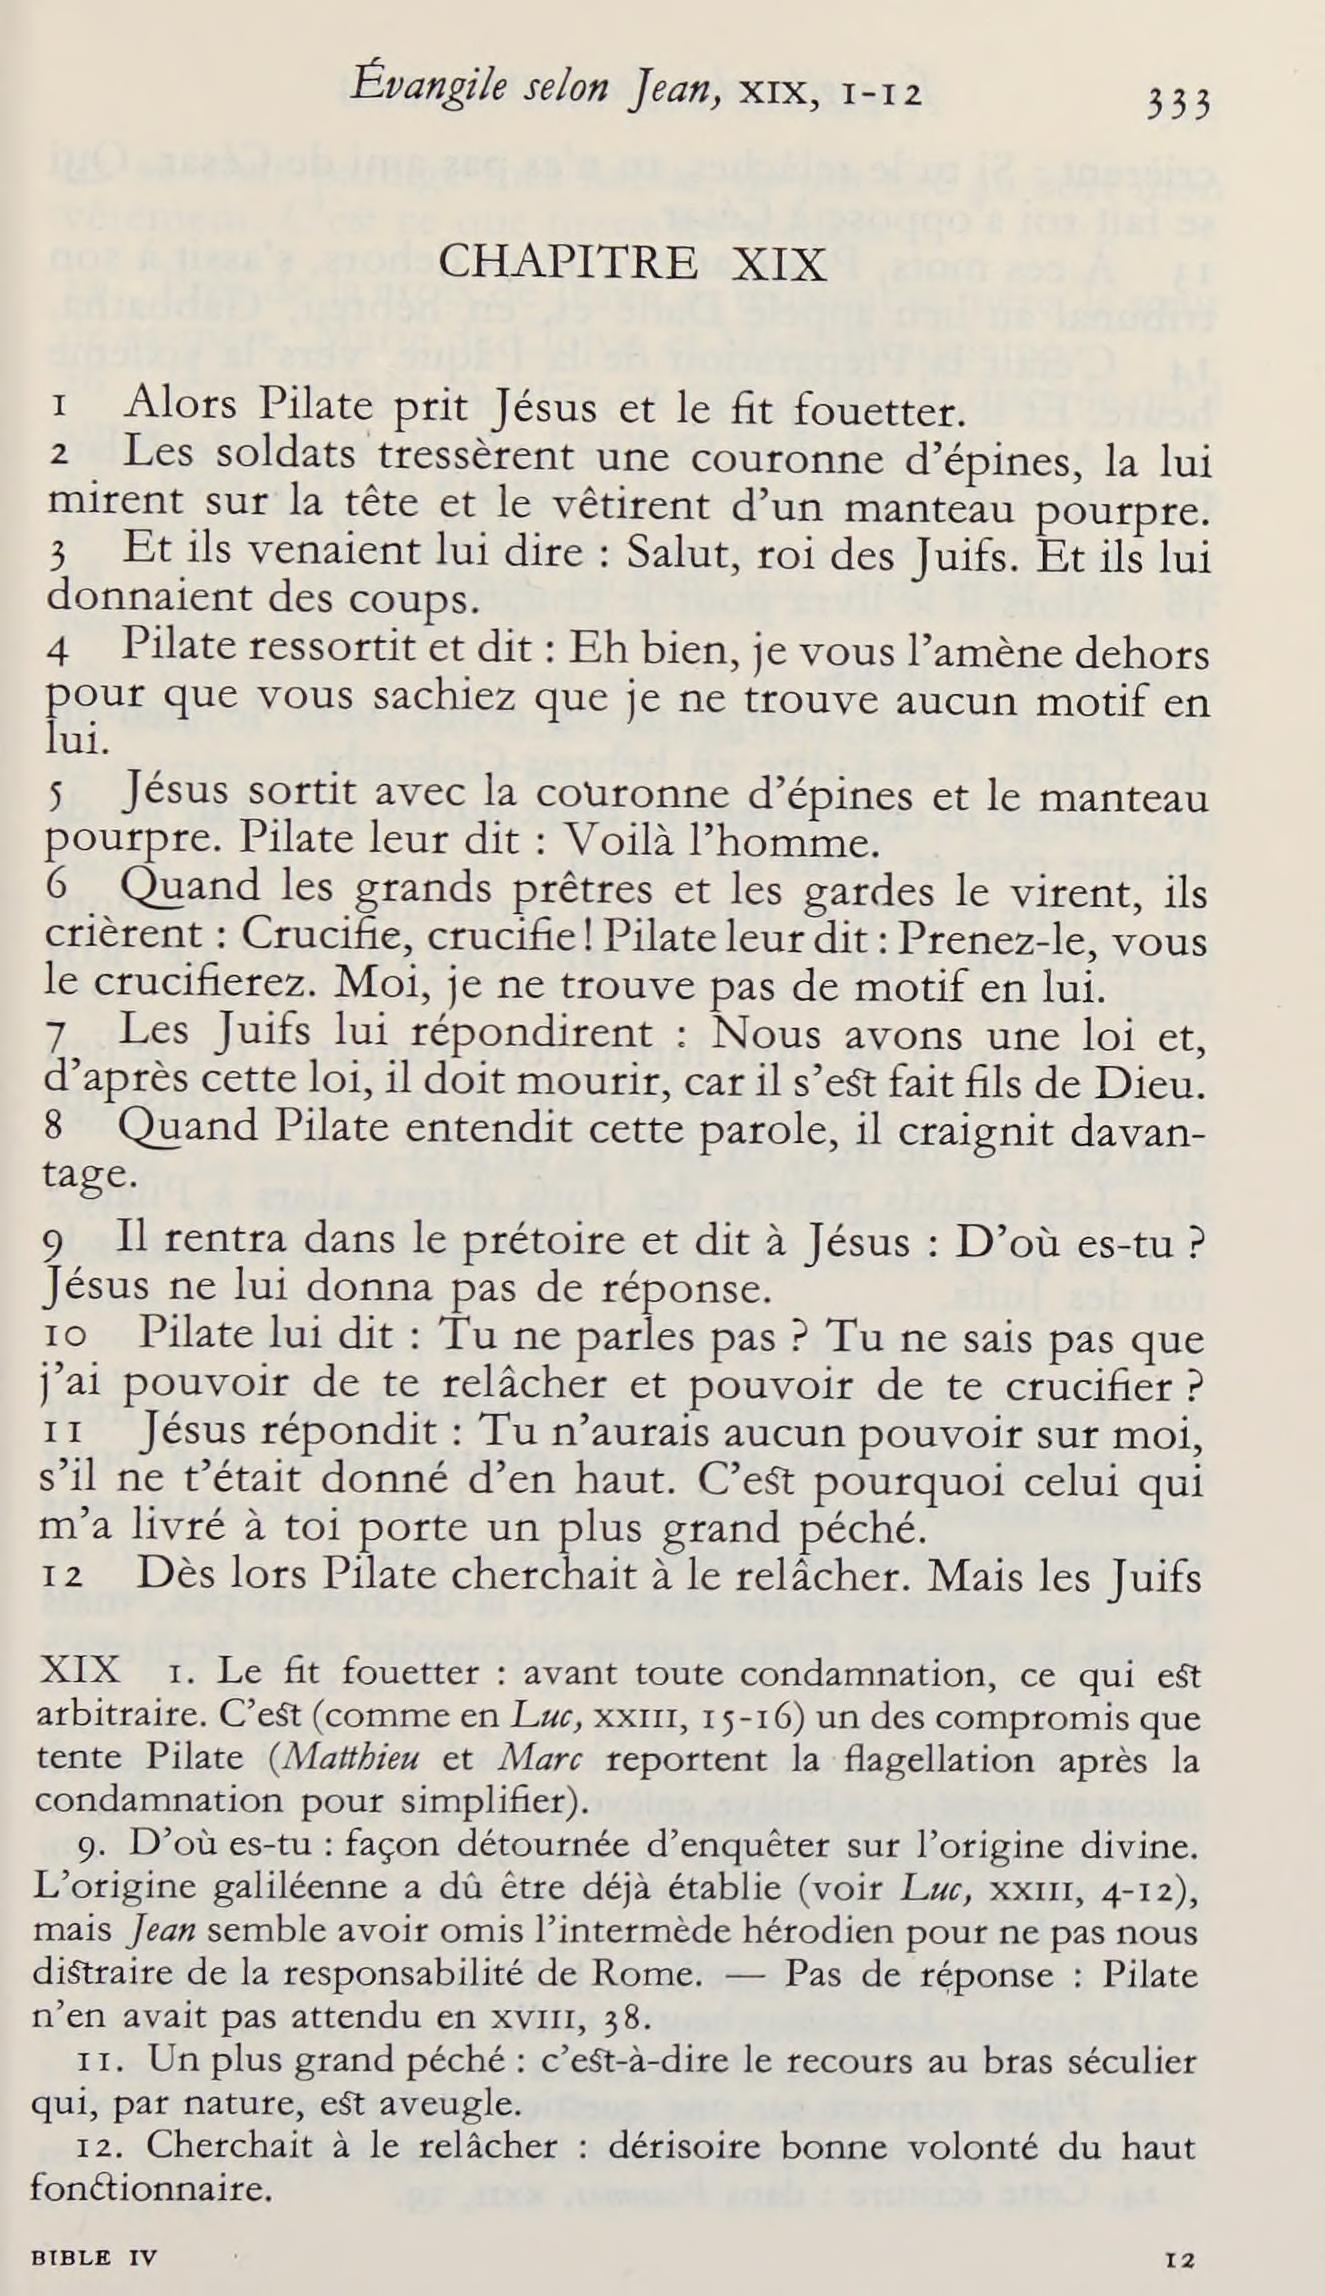 Évangile selon Jean, XIX, 1-12
333
CHAPITRE XIX
1 Alors Pilate prit Jésus et le fit fouetter.
2 Les soldats tressèrent une couronne d’épines, la lui
mirent sur la tête et le vêtirent d’un manteau pourpre.
3 Et ils venaient lui dire : Salut, roi des Juifs. Et ils lui
donnaient des coups.
4 Pilate ressortit et dit : Eh bien, je vous l’amène dehors
pour que vous sachiez que je ne trouve aucun motif en
lui.
5 Jésus sortit avec la couronne d’épines et le manteau
pourpre. Pilate leur dit : Voilà l’homme.
6 Quand les grands prêtres et les gardes le virent, ils
crièrent : Crucifie, crucifie! Pilate leur dit : Prenez-le, vous
le crucifierez. Moi, je ne trouve pas de motif en lui.
7 Les Juifs lui répondirent : Nous avons une loi et,
d’après cette loi, il doit mourir, car il s’est fait fils de Dieu.
8 Quand Pilate entendit cette parole, il craignit davan-
tage.
9 Il rentra dans le prétoire et dit à Jésus : D’où es-tu ?
Jésus ne lui donna pas de réponse.
10 Pilate lui dit : Tu ne parles pas ? Tu ne sais pas que
j’ai pouvoir de te relâcher et pouvoir de te crucifier ?
11 Jésus répondit : Tu n’aurais aucun pouvoir sur moi,
s’il ne t’était donné d’en haut. C’est pourquoi celui qui
m’a livré à toi porte un plus grand péché.
12 Dès lors Pilate cherchait à le relâcher. Mais les Juifs
XIX 1. Le fit fouetter : avant toute condamnation, ce qui est
arbitraire. C’est (comme en Luc, XXIII, 15-16) un des compromis que
tente Pilate (Matthieu et Marc reportent la flagellation après la
condamnation pour simplifier).
9. D’où es-tu : façon détournée d’enquêter sur l’origine divine.
L’origine galiléenne a dû être déjà établie (voir Luc, XXIII, 4-12),
mais Jean semble avoir omis l’intermède hérodien pour ne pas nous
distraire de la responsabilité de Rome. — Pas de réponse : Pilate
n’en avait pas attendu en XVIII, 38.
11. Un plus grand péché : c’est-à-dire le recours au bras séculier
qui, par nature, est aveugle.
12. Cherchait à le relâcher : dérisoire bonne volonté du haut
fonctionnaire.
BIBLE IV
12